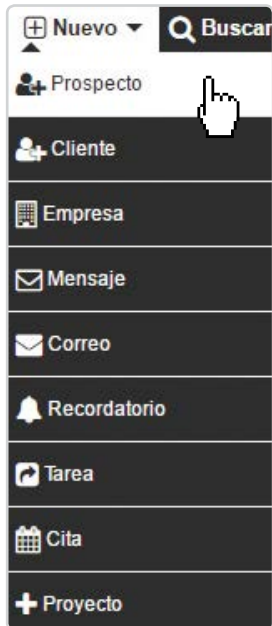 Nuevo Buscar
Prospecto
Cliente
Empresa
Mensaje
Correo
Recordatorio
Tarea
Cita
Proyecto